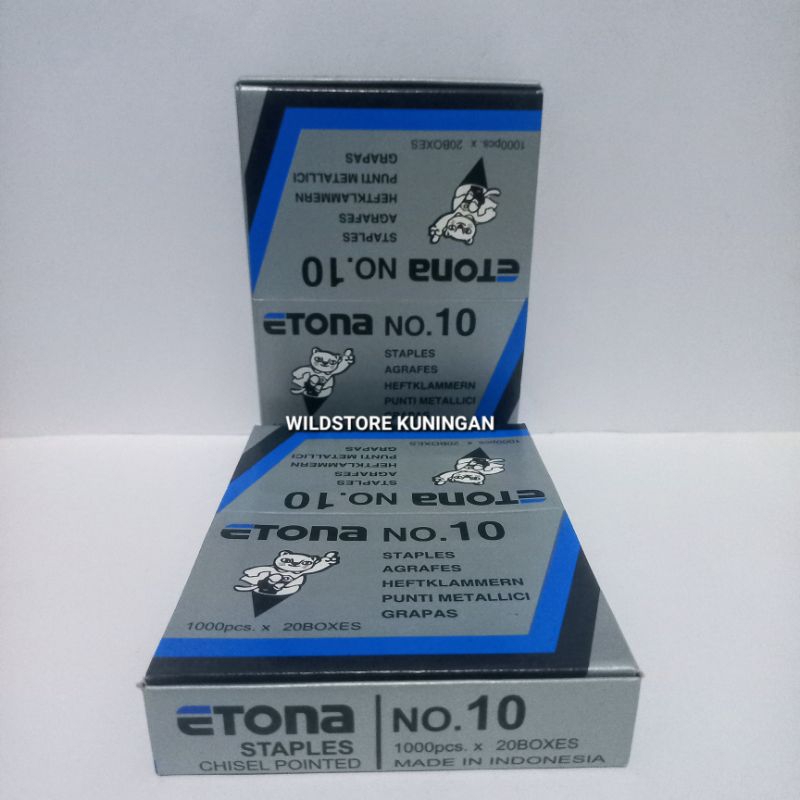 1000pcs. x 20BOXES
GRAPAS
PUNTI METALLICI
HEFTKLAMMERN
AGRAFES
STAPLES
ETONA NO.10
ETONA NO.10
STAPLES
AGRAFES
HEFTKLAMMERN
PUNTI METALLICI
GRAPAS
WILDSTORE KUNINGAN
1000pcs. x 20BOXES
GRAPAS
PUNTI METALLICI
HEFTKLAMMERN
AGRAFES
STAPLES
ETONA NO.10
ETONA NO.10
STAPLES
AGRAFES
HEFTKLAMMERN
PUNTI METALLICI
GRAPAS
1000pcs. x 20BOXES
ETONA
STAPLES
CHISEL POINTED
NO.10
1000pcs. x 20BOXES
MADE IN INDONESIA